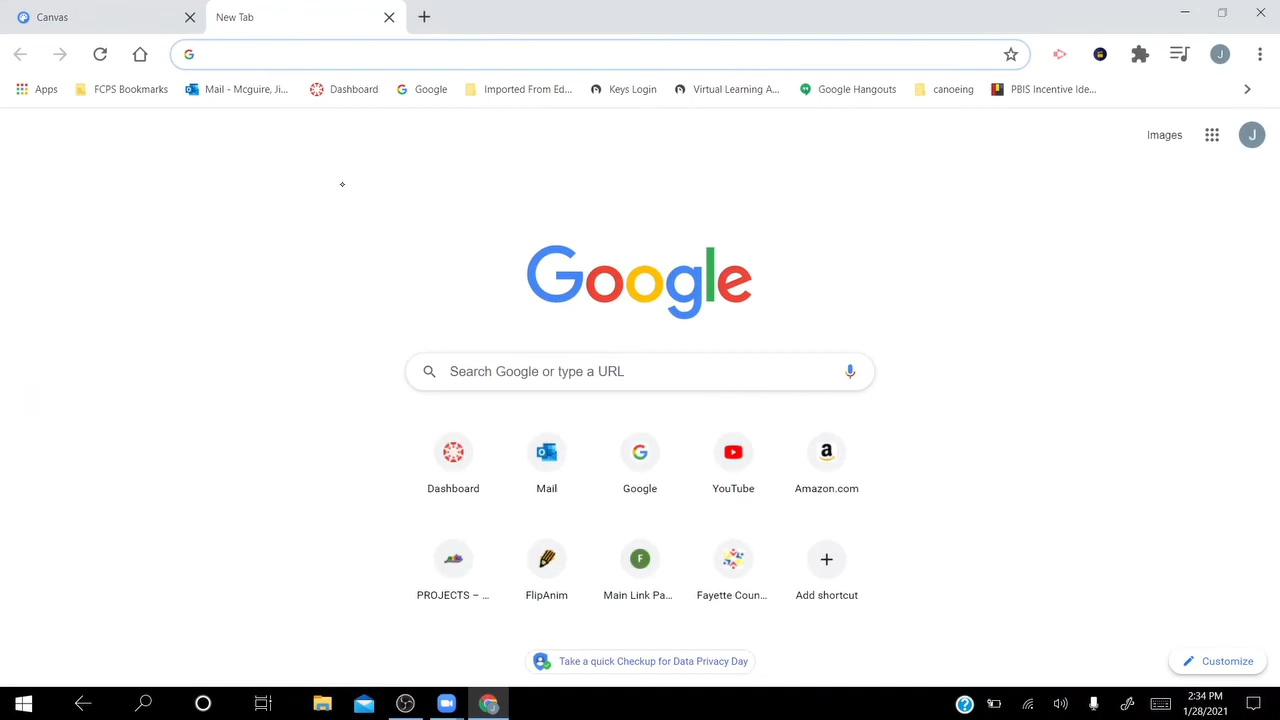 Canvas
New Tab
Apps
FCPS Bookmarks
Mail - Mcguire, Ji...
Dashboard
Google
Imported From Ed...
Keys Login
Virtual Learning A...
Google Hangouts
canoeing
PBIS Incentive Ide...
Images
J
J
Google
Search Google or type a URL
Dashboard
Mail
Google
YouTube
Amazon.com
PROJECTS – ...
FlipAnim
Main Link Pa...
Fayette Coun...
Add shortcut
Take a quick Checkup for Data Privacy Day
Customize
2:34 PM
1/28/2021